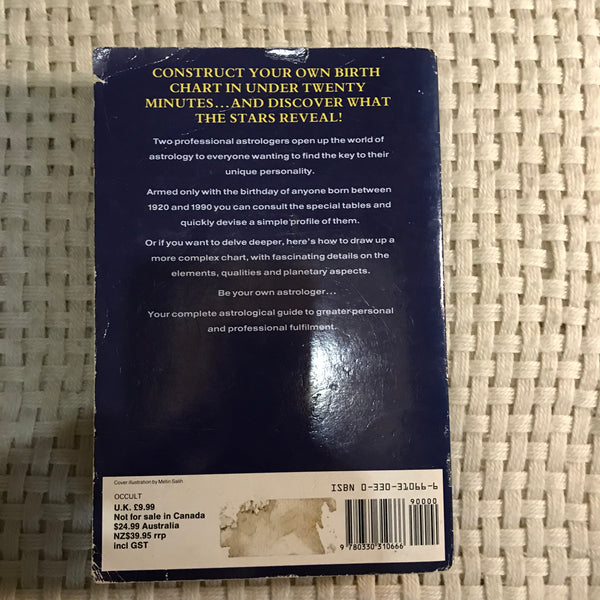 CONSTRUCT YOUR OWN BIRTH
CHART IN UNDER TWENTY
MINUTES...AND DISCOVER WHAT
THE STARS REVEAL!
Two professional astrologers open up the world of
astrology to everyone wanting to find the key to their
unique personality.
Armed only with the birthday of anyone born between
1920 and 1990 you can consult the special tables and
quickly devise a simple profile of them.
Or if you want to delve deeper, here's how to draw up a
more complex chart, with fascinating details on the
elements, qualities and planetary aspects.
Be your own astrologer...
Your complete astrological guide to greater personal
and professional fulfilment.
Cover illustration by Metin Salih
OCCULT
U.K. £9.99
Not for sale in Canada
$24.99 Australia
NZ$39.95 rrp
incl GST
ISBN 0-330-31066-6
90000
9 780330 310666